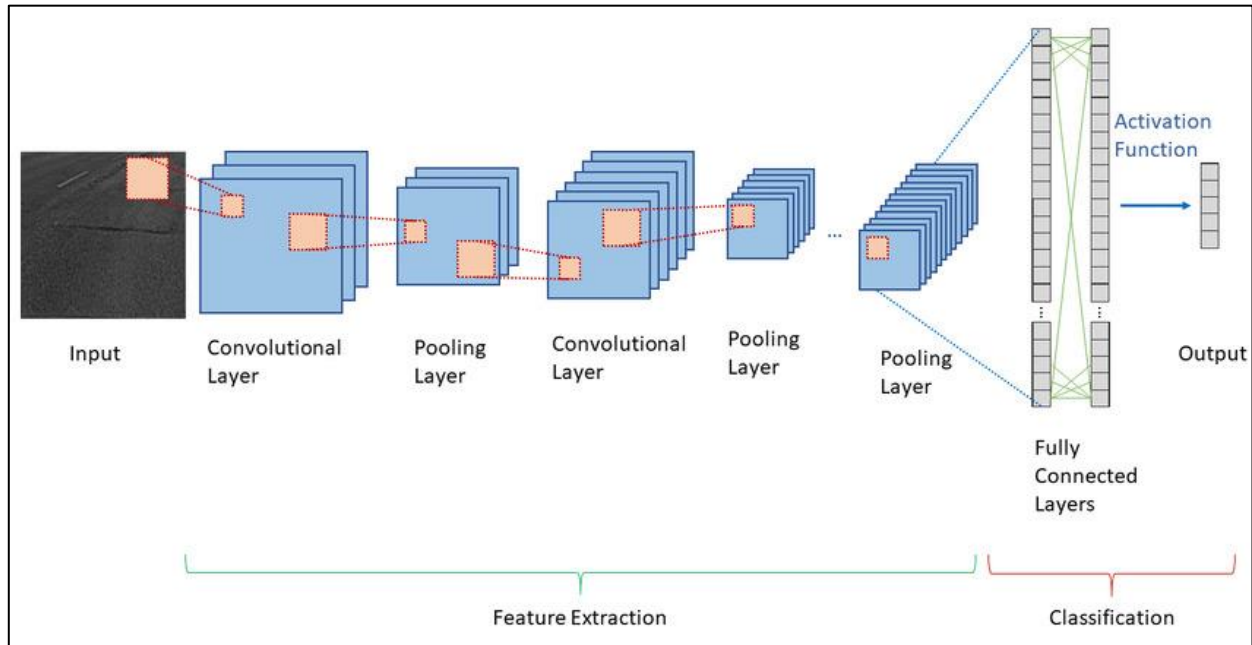 Activation
Function
Input
Convolutional
Layer
Pooling
Layer
Convolutional
Layer
Pooling
Layer
...
Pooling
Layer
Output
Fully
Connected
Layers
Feature Extraction
Classification